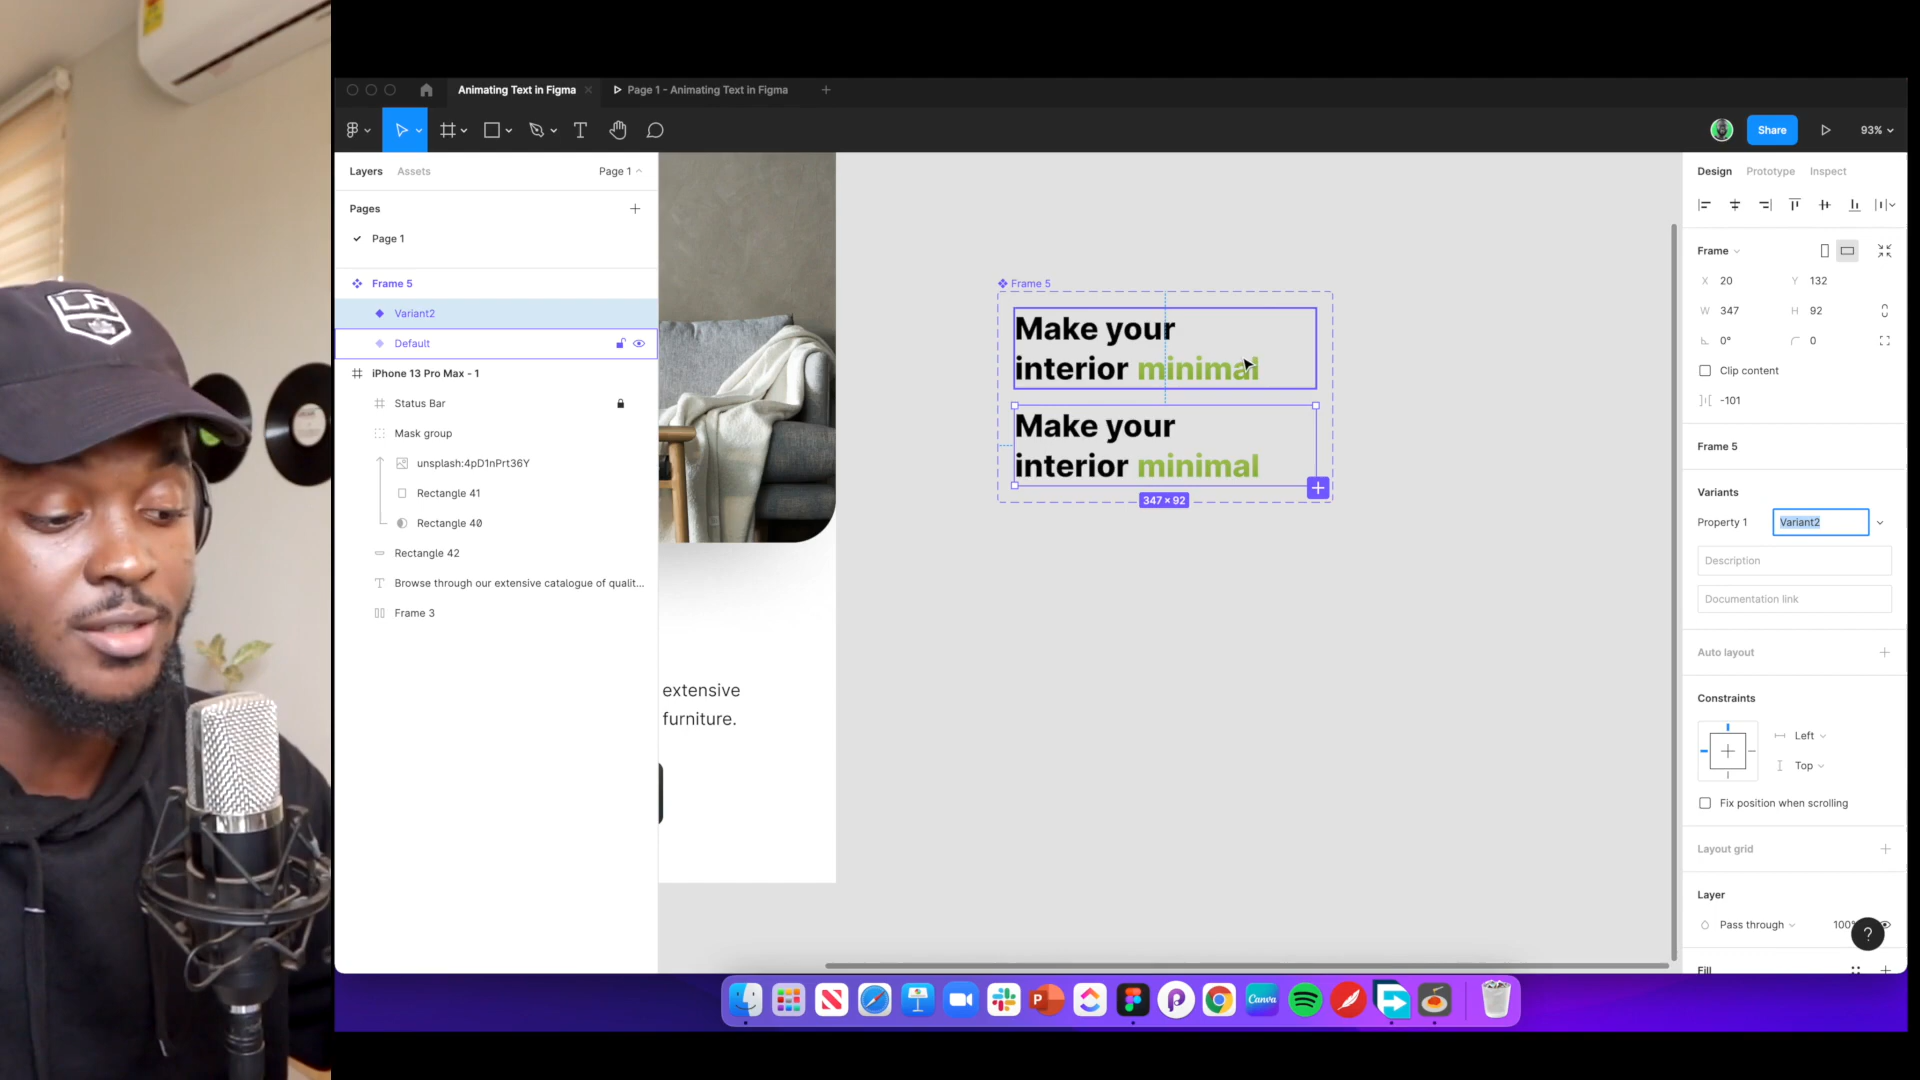 LA
KINGS
Animating Text in Figma
Page 1 - Animating Text in Figma
Share
93%
Layers
Assets
Page 1
Pages
Page 1
Frame 5
Variant2
Default
iPhone 13 Pro Max - 1
Status Bar
Mask group
unsplash:4pD1nPrt36Y
Rectangle 41
Rectangle 40
Rectangle 42
Browse through our extensive catalogue of qualit...
Frame 3
extensive
furniture.
Frame 5
Make your
interior minimal
Make your
interior minimal
347 × 92
Design
Prototype
Inspect
Frame
X 20
Y 132
W 347
H 92
0°
0
Clip content
-101
Frame 5
Variants
Property 1
Variant2
Description
Documentation link
Auto layout
Constraints
Left
Top
Fix position when scrolling
Layout grid
Layer
Pass through
100%
?
Fill
Canva